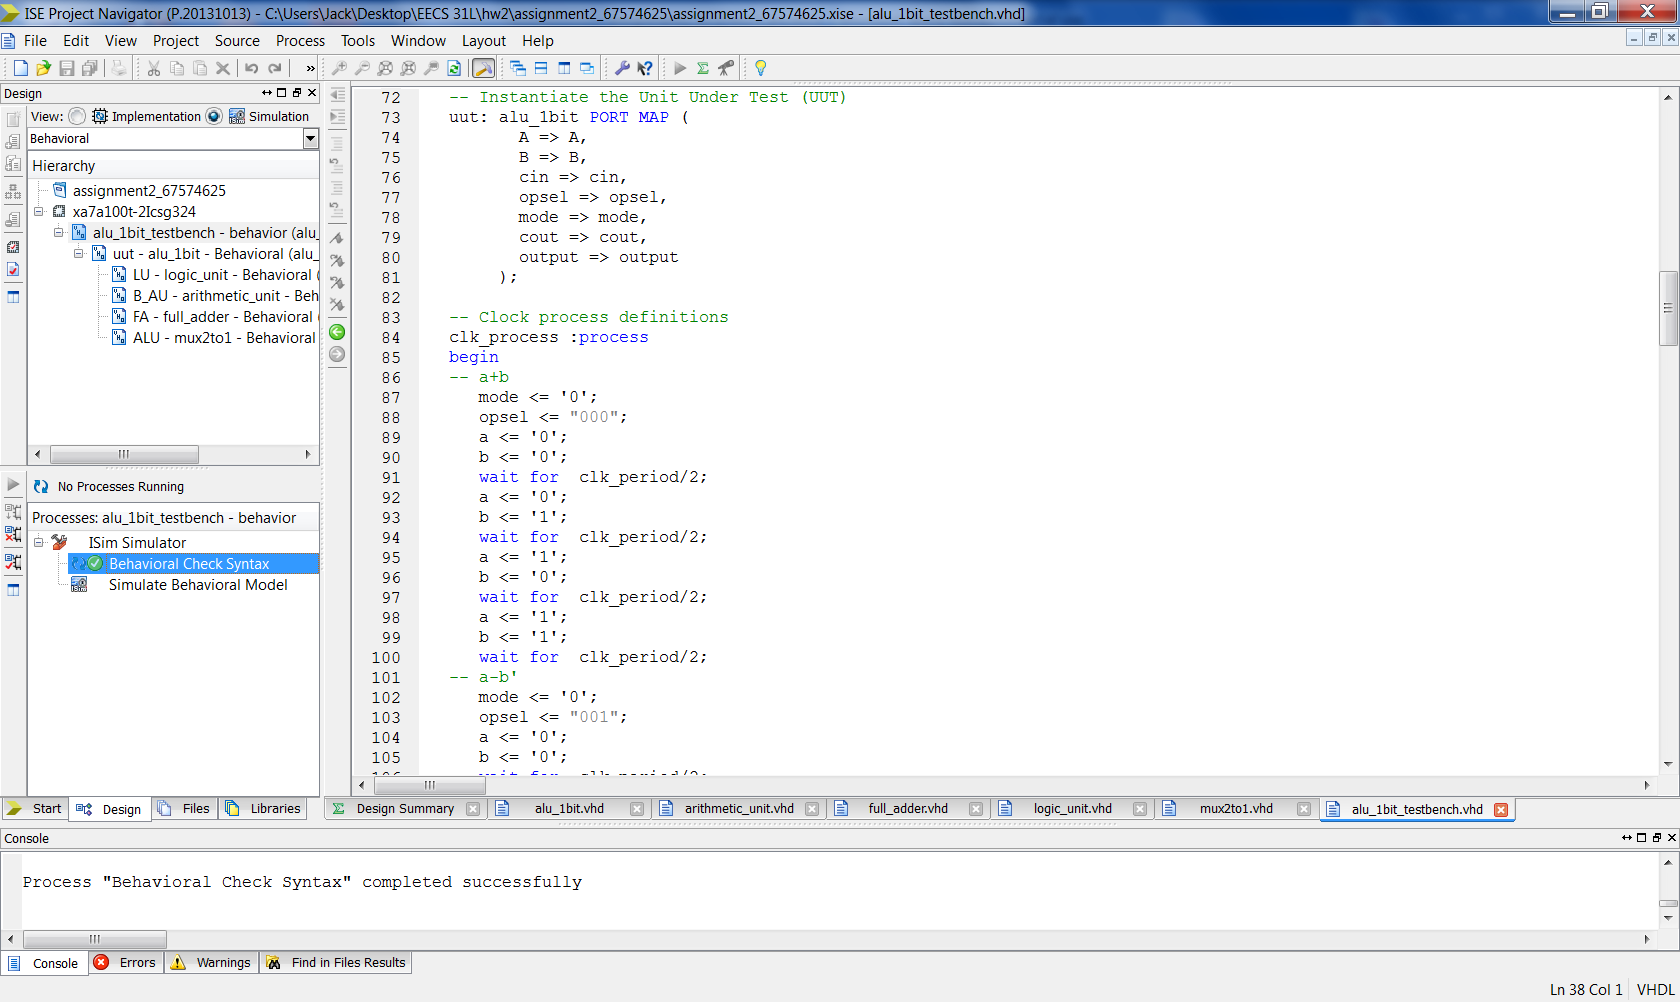 ISE Project Navigator (P.20131013) - C:\Users\Jack\Desktop\EECS 31L\hw2\assignment2_67574625\assignment2_67574625.xise - [alu_1bit_testbench.vhd]
File Edit View Project Source Process Tools Window Layout Help
Design
View: Implementation Simulation
Behavioral
Hierarchy
assignment2_67574625
xa7a100t-2Icsg324
alu_1bit_testbench - behavior (alu_
uut - alu_1bit - Behavioral (alu_
LU - logic_unit - Behavioral (
B_AU - arithmetic_unit - Beh
FA - full_adder - Behavioral (
ALU - mux2to1 - Behavioral
No Processes Running
Processes: alu_1bit_testbench - behavior
ISim Simulator
Behavioral Check Syntax
Simulate Behavioral Model
Start Design Files Libraries
72 -- Instantiate the Unit Under Test (UUT)
73 uut: alu_1bit PORT MAP (
74 A => A,
75 B => B,
76 cin => cin,
77 opsel => opsel,
78 mode => mode,
79 cout => cout,
80 output => output
81 );
82
83 -- Clock process definitions
84 clk_process :process
85 begin
86 -- a+b
87 mode <= '0';
88 opsel <= "000";
89 a <= '0';
90 b <= '0';
91 wait for clk_period/2;
92 a <= '0';
93 b <= '1';
94 wait for clk_period/2;
95 a <= '1';
96 b <= '0';
97 wait for clk_period/2;
98 a <= '1';
99 b <= '1';
100 wait for clk_period/2;
101 -- a-b'
102 mode <= '0';
103 opsel <= "001";
104 a <= '0';
105 b <= '0';
106 wait for clk_period/2;
Design Summary alu_1bit.vhd arithmetic_unit.vhd full_adder.vhd logic_unit.vhd mux2to1.vhd alu_1bit_testbench.vhd
Console
Process "Behavioral Check Syntax" completed successfully
Console Errors Warnings Find in Files Results
Ln 38 Col 1 VHDL